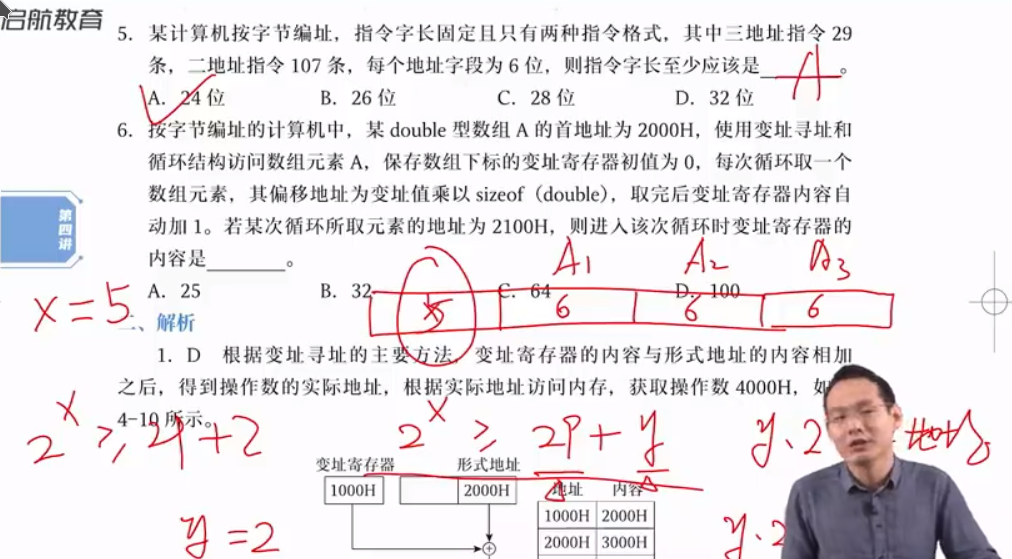 启航教育
5. 某计算机按字节编址，指令字长固定且只有两种指令格式，其中三地址指令 29
条，二地址指令 107 条，每个地址字段为 6 位，则指令字长至少应该是______。 A
A. 24 位 B. 26 位 C. 28 位 D. 32 位
6. 按字节编址的计算机中，某 double 型数组 A 的首地址为 2000H，使用变址寻址和
循环结构访问数组元素 A，保存数组下标的变址寄存器初值为 0，每次循环取一个
数组元素，其偏移地址为变址值乘以 sizeof（double），取完后变址寄存器内容自
动加 1。若某次循环所取元素的地址为 2100H，则进入该次循环时变址寄存器的
第四讲
内容是______。
A1 A2 A3
A. 25 B. 32 C. 64 D. 100
x=5 5 6 6 6
二、解析
1. D 根据变址寻址的主要方法，变址寄存器的内容与形式地址的内容相加
之后，得到操作数的实际地址，根据实际地址访问内存，获取操作数 4000H，如
4-10 所示。
2^x ≥ 29+2 2^x ≥ 29+y y·2
变址寄存器 形式地址
1000H 2000H 地址 内容
1000H 2000H
2000H 3000H
y=2 y·2